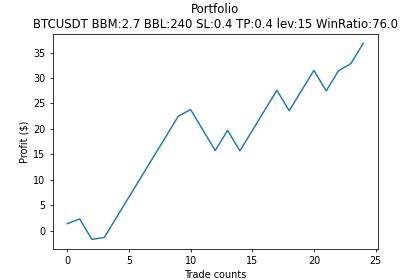 Portfolio
BTCUSDT BBM:2.7 BBL:240 SL:0.4 TP:0.4 lev:15 WinRatio:76.0
35
30
25
20
15
10
5
0
Profit ($)
0 5 10 15 20 25
Trade counts